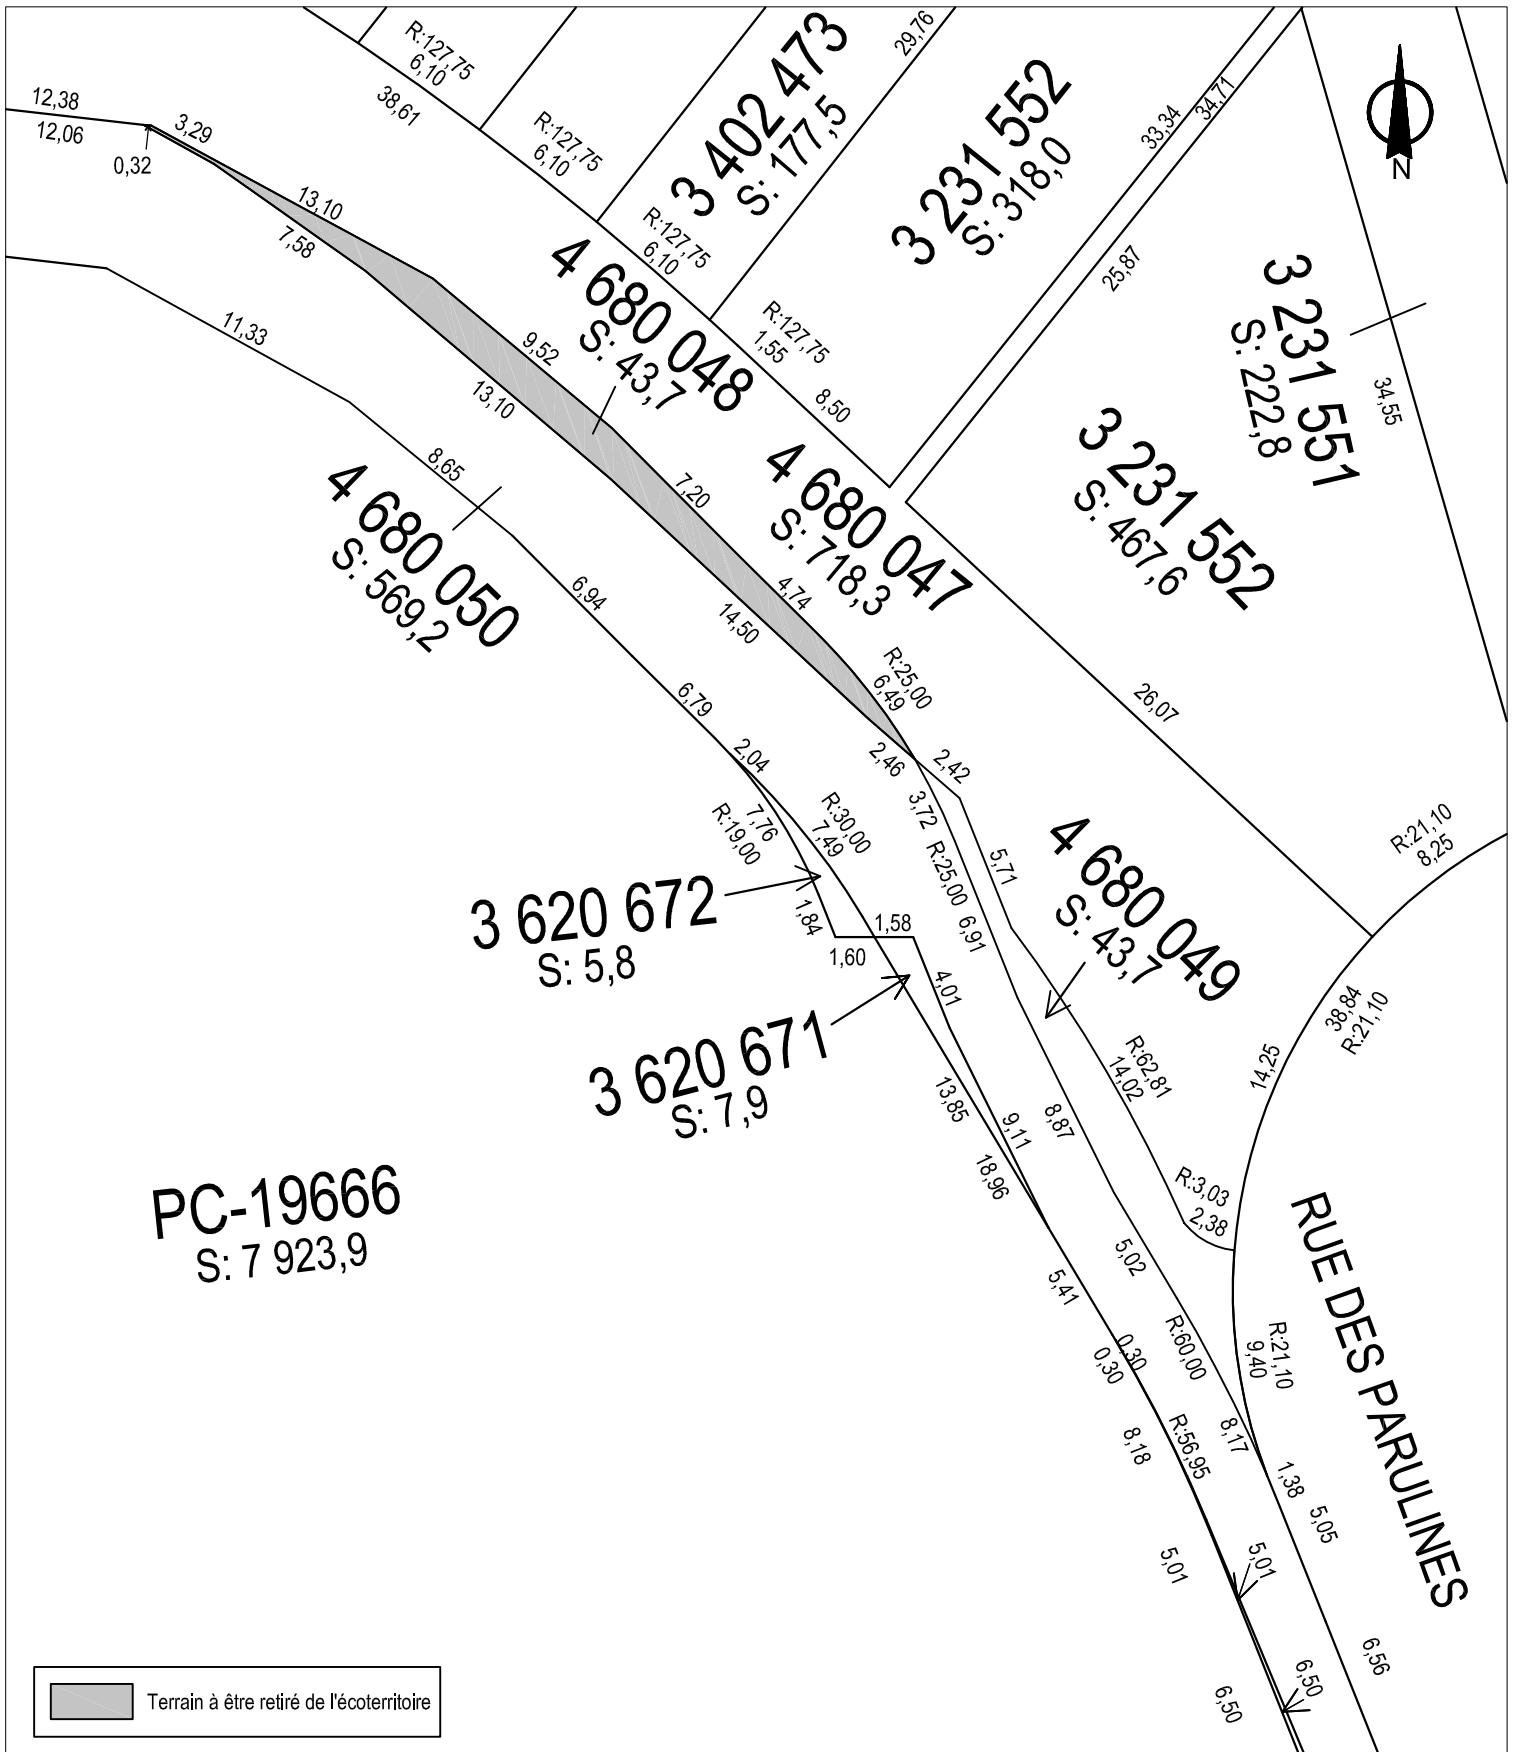 12,38
12,06
3,29
0,32
13,10
7,58
R:127,75
6,10
38,61
R:127,75
6,10
R:127,75
6,10
3 402 473
S: 177,5
29,76
3 231 552
S: 318,0
33,34
34,71
25,87
N
3 231 551
S: 222,8
34,55
4 680 048
S: 43,7
R:127,75
1,55
8,50
9,52
13,10
11,33
8,65
4 680 050
S: 569,2
7,20
4 680 047
S: 718,3
3 231 552
S: 467,6
4,74
14,50
6,94
6,79
R:25,00
6,49
26,07
2,46
2,42
2,04
7,76
R:19,00
R:30,00
7,49
3,72
R:25,00
6,91
5,71
4 680 049
S: 43,7
R:21,10
8,25
3 620 672
S: 5,8
1,84
1,58
1,60
4,01
3 620 671
S: 7,9
38,84
R:21,10
14,25
R:62,81
14,02
13,85
9,11
8,87
18,96
R:3,03
2,38
PC-19666
S: 7 923,9
5,02
5,41
RUE DES PARULINES
0,30
0,30
R:60,00
R:21,10
9,40
8,18
R:56,95
8,17
1,38
5,05
5,01
5,01
6,56
6,50
6,50
Terrain à être retiré de l'écoterritoire